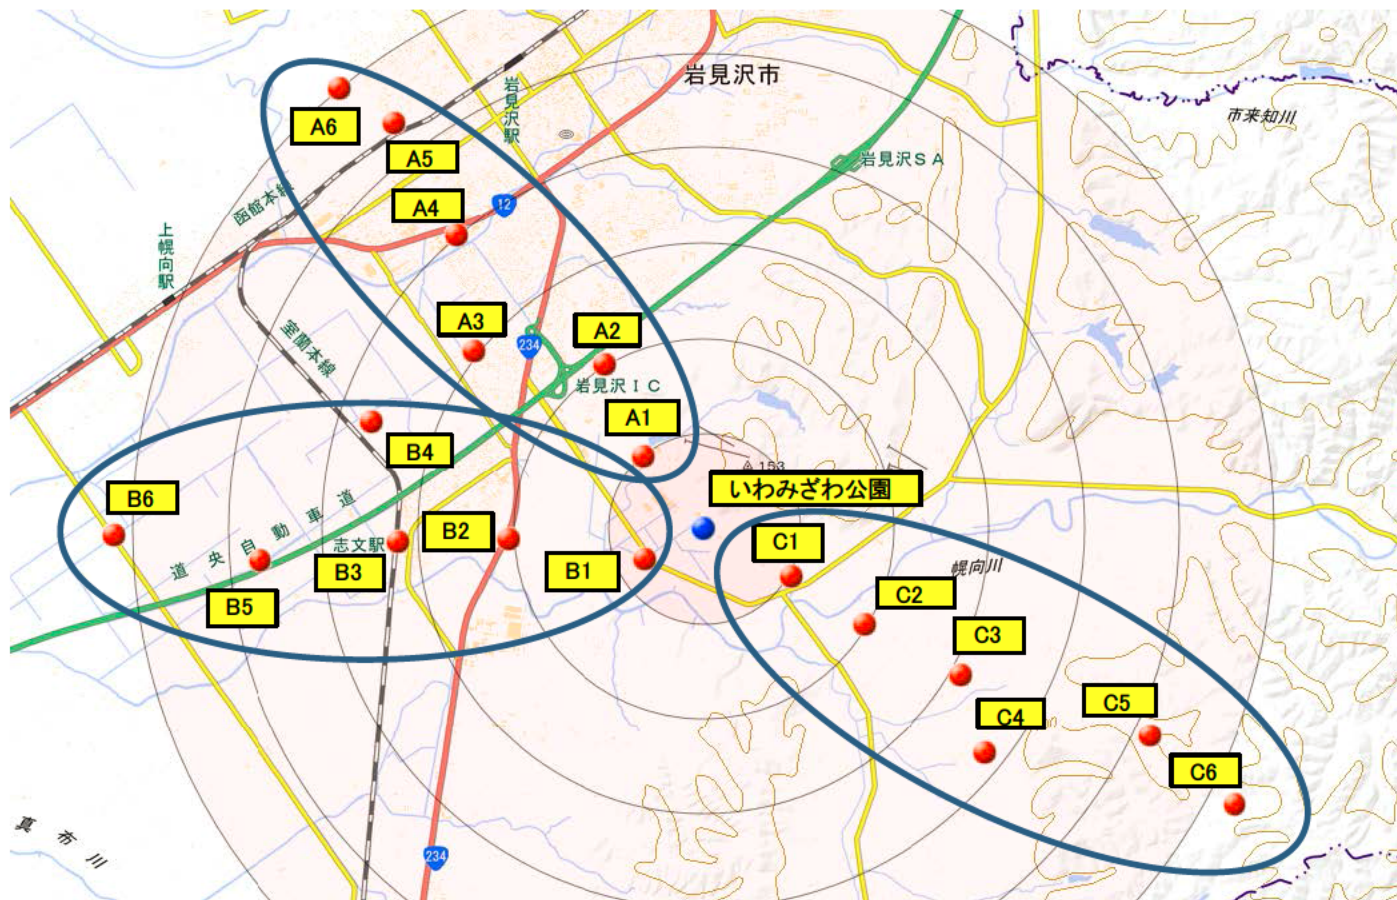 岩見沢市
岩見沢駅
A6
市来知川
A5
岩見沢SA
A4
12
函館本線
上幌向駅
A3
A2
234
室蘭本線
岩見沢IC
A1
B4
153
いわみざわ公園
B6
道央自動車道
B2
志文駅
C1
B3
B1
幌向川
C2
B5
C3
C5
C4
C6
真布川
234